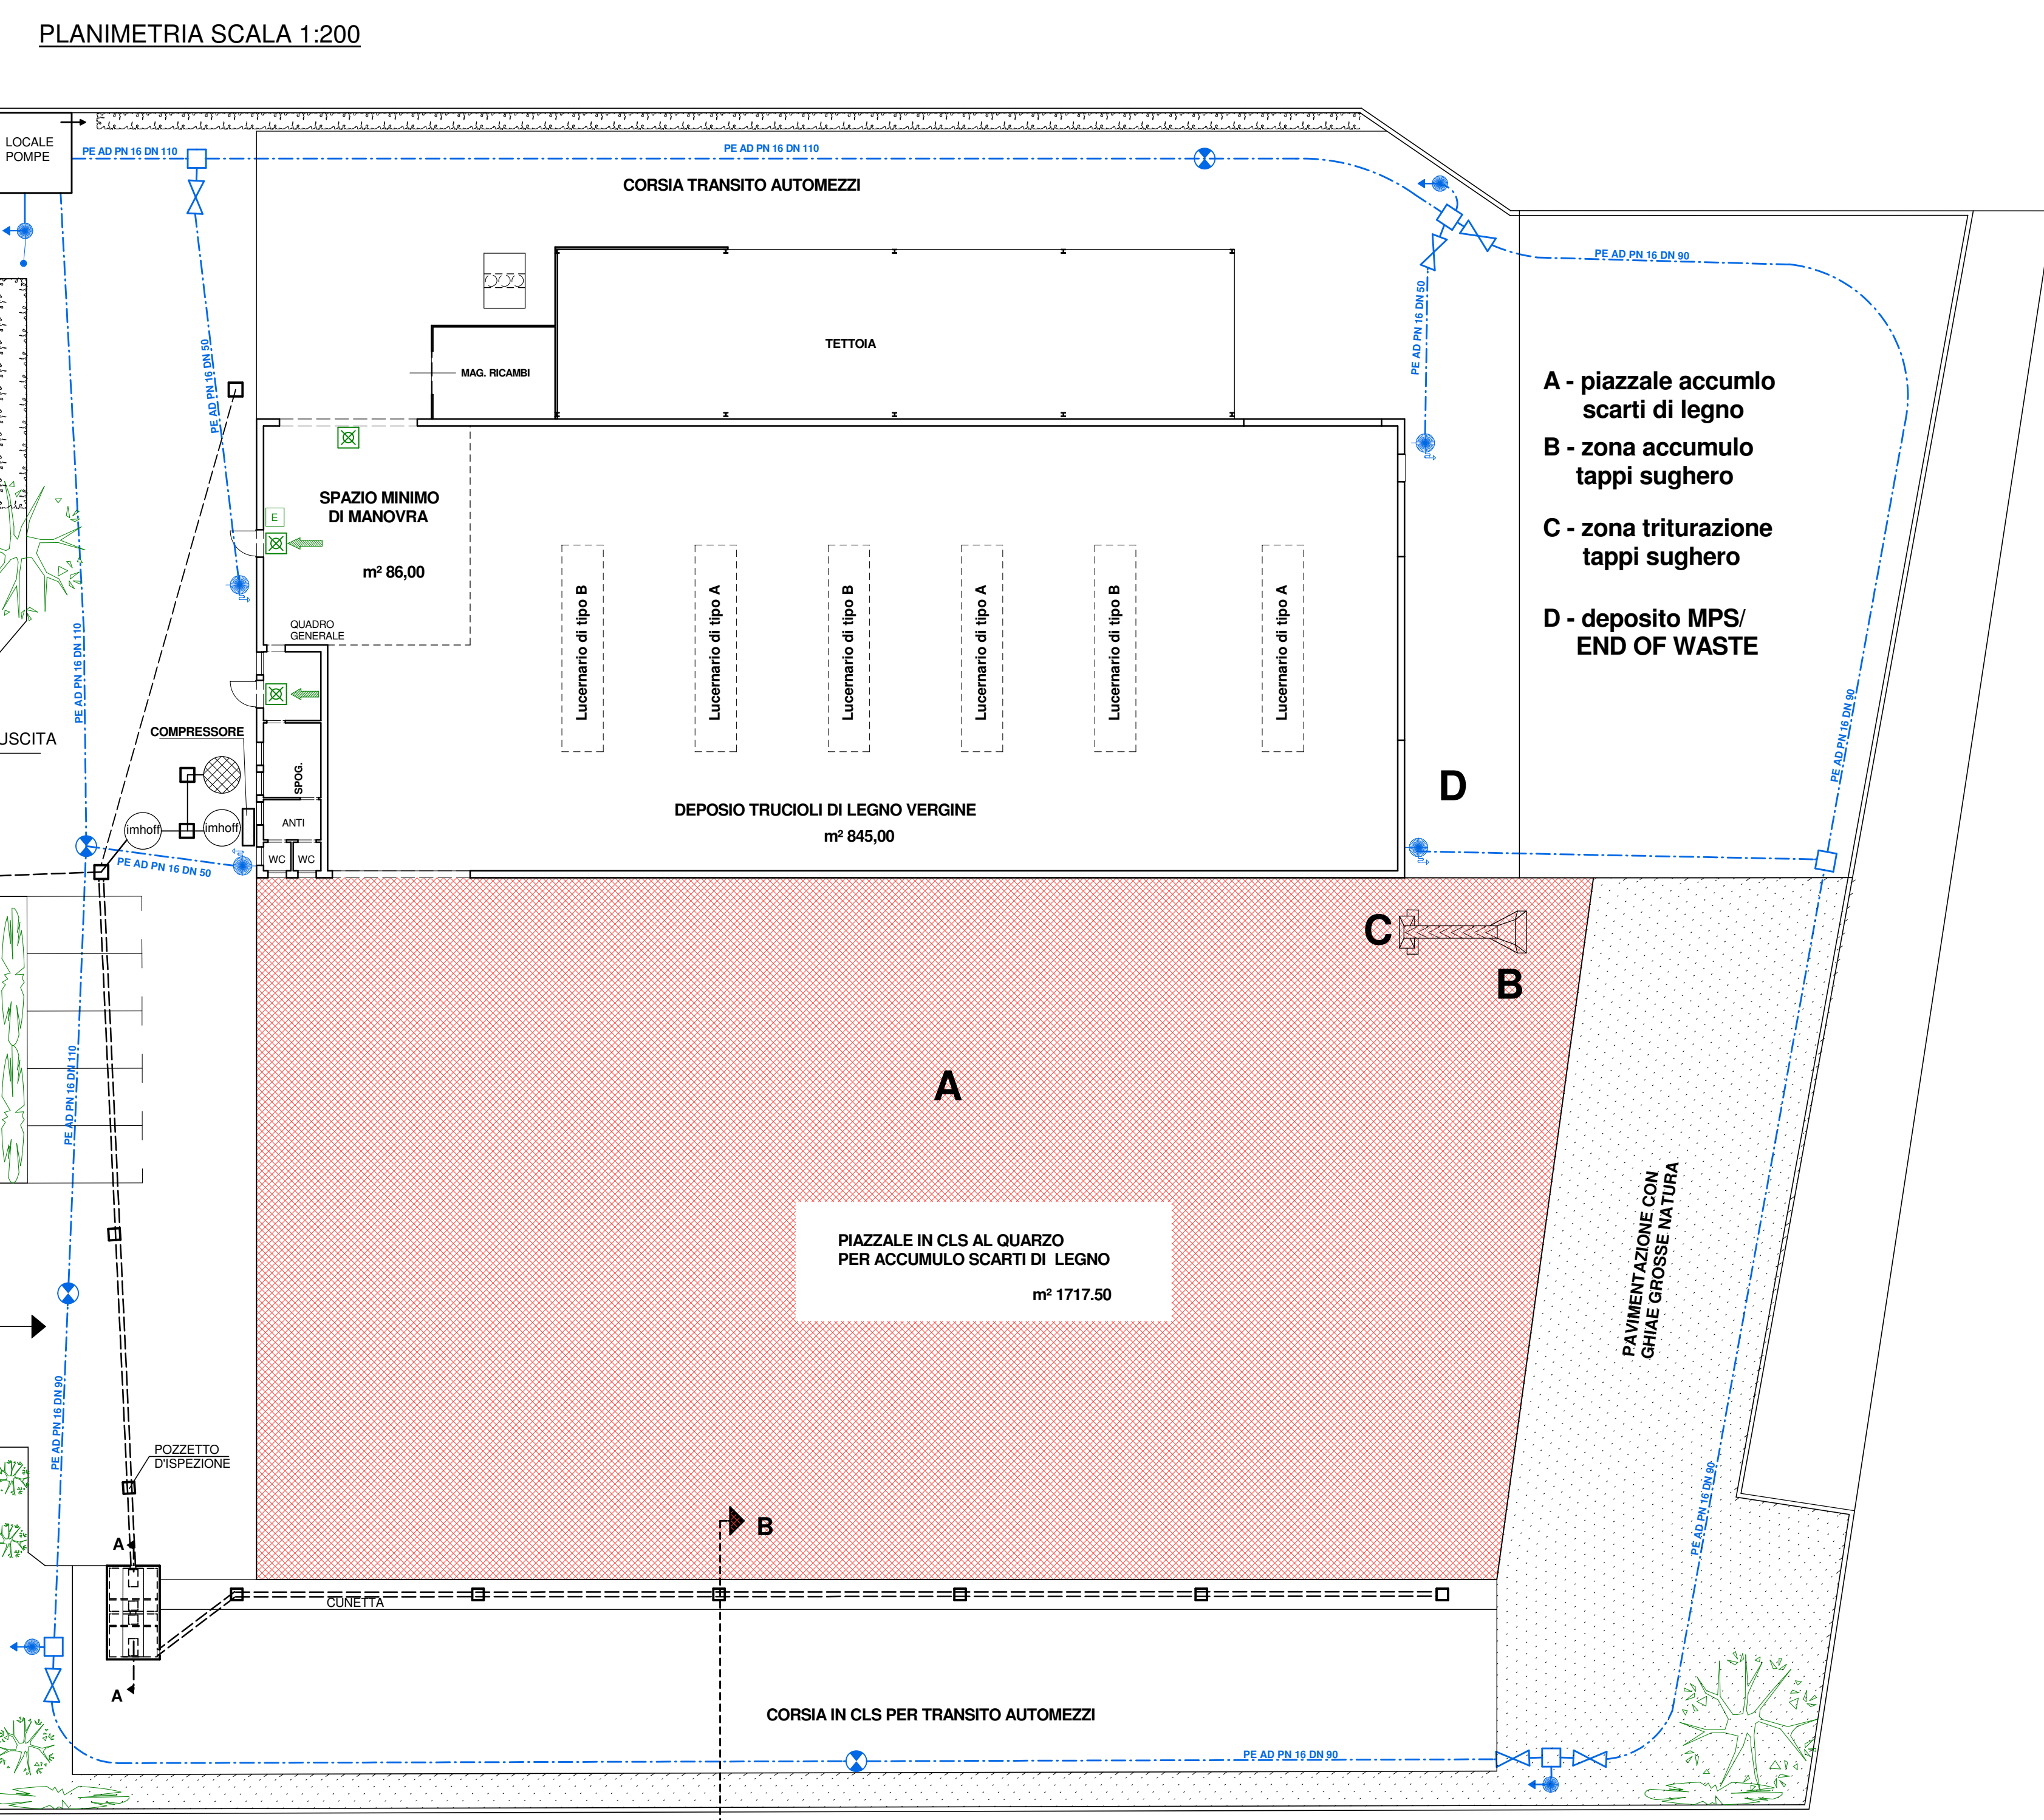 PLANIMETRIA SCALA 1:200
LOCALE
POMPE
PE AD PN 16 DN 110
PE AD PN 16 DN 110
CORSIA TRANSITO AUTOMEZZI
PE AD PN 16 DN 90
PE AD PN 16 DN 50
PE AD PN 16 DN 50
TETTOIA
MAG. RICAMBI
A - piazzale accumlo
scarti di legno
B - zona accumulo
tappi sughero
C - zona triturazione
tappi sughero
D - deposito MPS/
END OF WASTE
SPAZIO MINIMO
DI MANOVRA
E
m² 86,00
QUADRO
GENERALE
Lucernario di tipo B
Lucernario di tipo A
Lucernario di tipo B
Lucernario di tipo A
Lucernario di tipo B
Lucernario di tipo A
PE AD PN 16 DN 110
PE AD PN 16 DN 90
USCITA
COMPRESSORE
SPOG.
D
DEPOSIO TRUCIOLI DI LEGNO VERGINE
m² 845,00
imhoff
imhoff
ANTI
WC
WC
PE AD PN 16 DN 50
C
B
A
PE AD PN 16 DN 110
PIAZZALE IN CLS AL QUARZO
PER ACCUMULO SCARTI DI LEGNO
m² 1717.50
PAVIMENTAZIONE CON
GHIAE GROSSE NATURA
PE AD PN 16 DN 90
POZZETTO
D'ISPEZIONE
PE AD PN 16 DN 90
B
A
CUNETTA
A
CORSIA IN CLS PER TRANSITO AUTOMEZZI
PE AD PN 16 DN 90